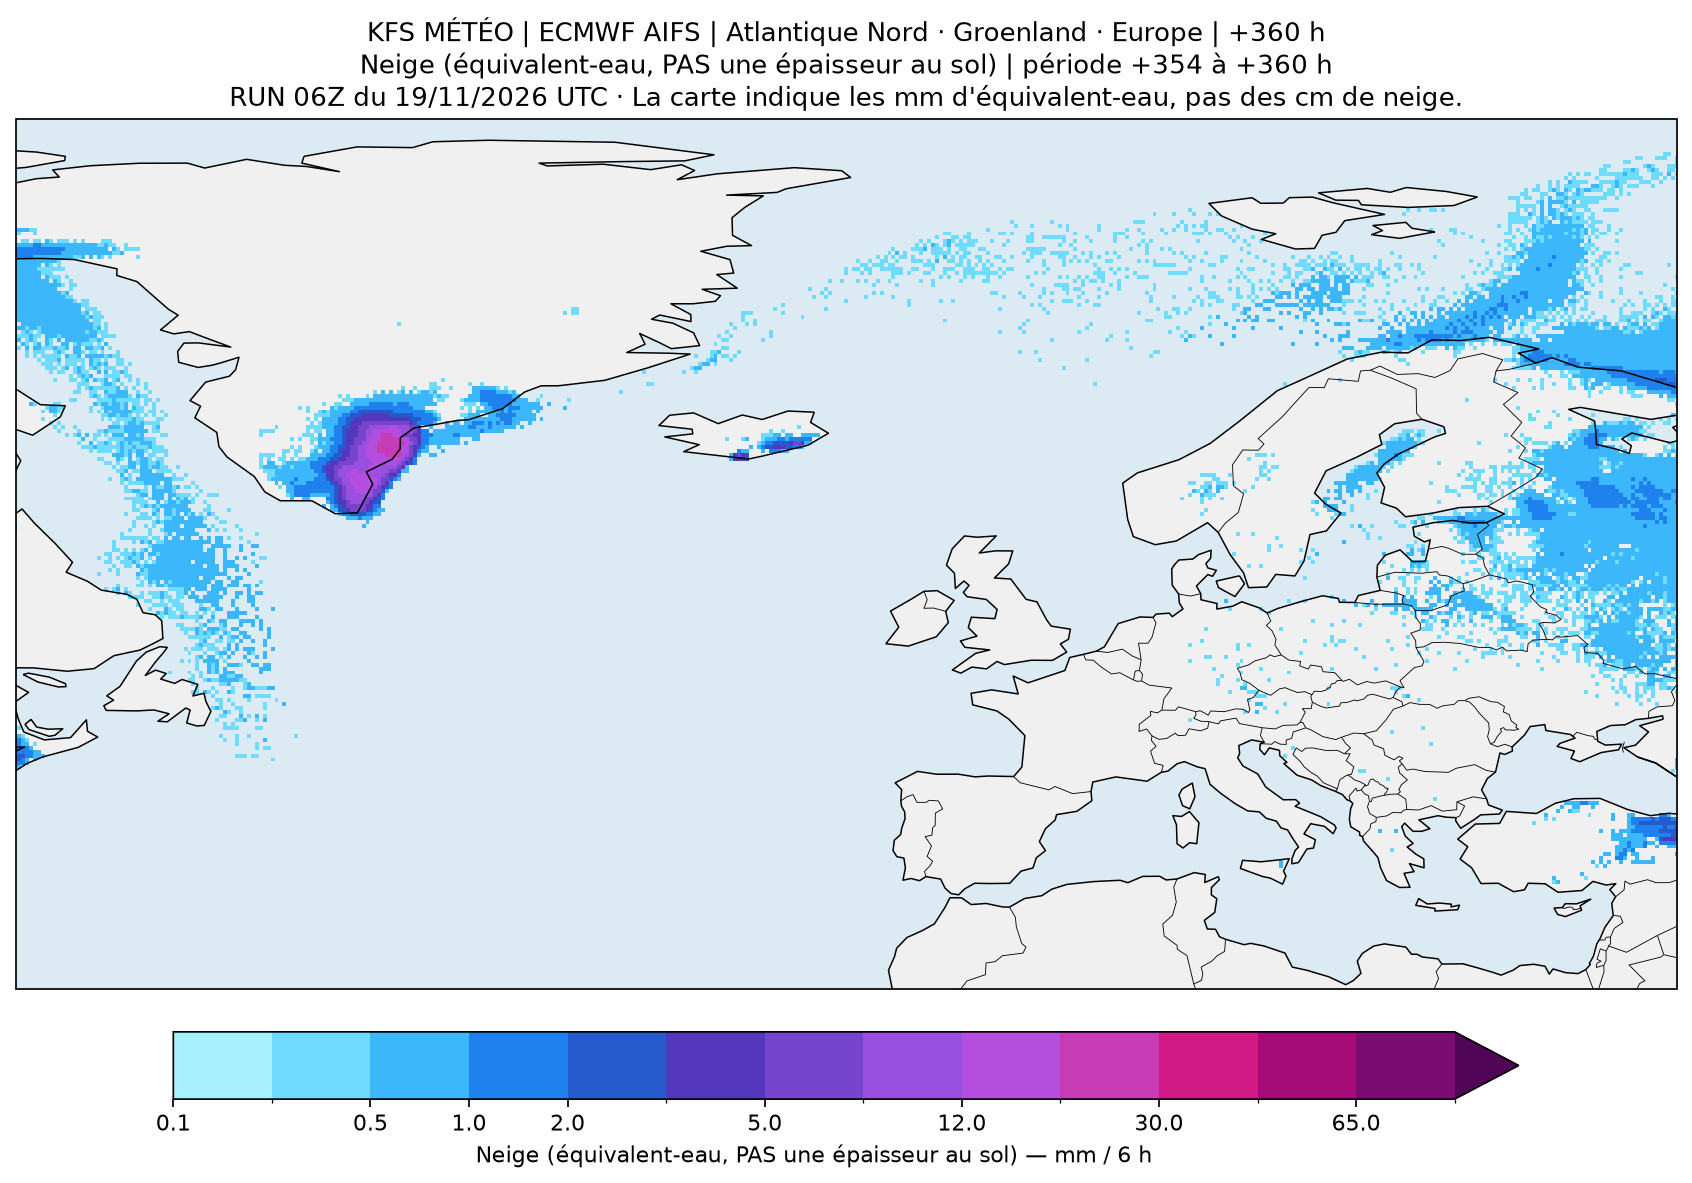 KFS MÉTÉO | ECMWF AIFS | Atlantique Nord · Groenland · Europe | +360 h
Neige (équivalent-eau, PAS une épaisseur au sol) | période +354 à +360 h
RUN 06Z du 19/11/2026 UTC · La carte indique les mm d'équivalent-eau, pas des cm de neige.
0.1 0.5 1.0 2.0 5.0 12.0 30.0 65.0
Neige (équivalent-eau, PAS une épaisseur au sol) — mm / 6 h